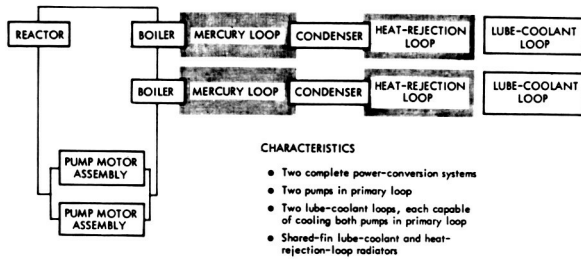 REACTOR
BOILER
MERCURY LOOP
CONDENSER
HEAT-REJECTION
LOOP
LUBE-COOLANT
LOOP
BOILER
MERCURY LOOP
CONDENSER
HEAT-REJECTION
LOOP
LUBE-COOLANT
LOOP
PUMP MOTOR
ASSEMBLY
PUMP MOTOR
ASSEMBLY
CHARACTERISTICS
• Two complete power-conversion systems
• Two pumps in primary loop
• Two lube-coolant loops, each capable
of cooling both pumps in primary loop
• Shared-fin lube-coolant and heat-
rejection-loop radiators